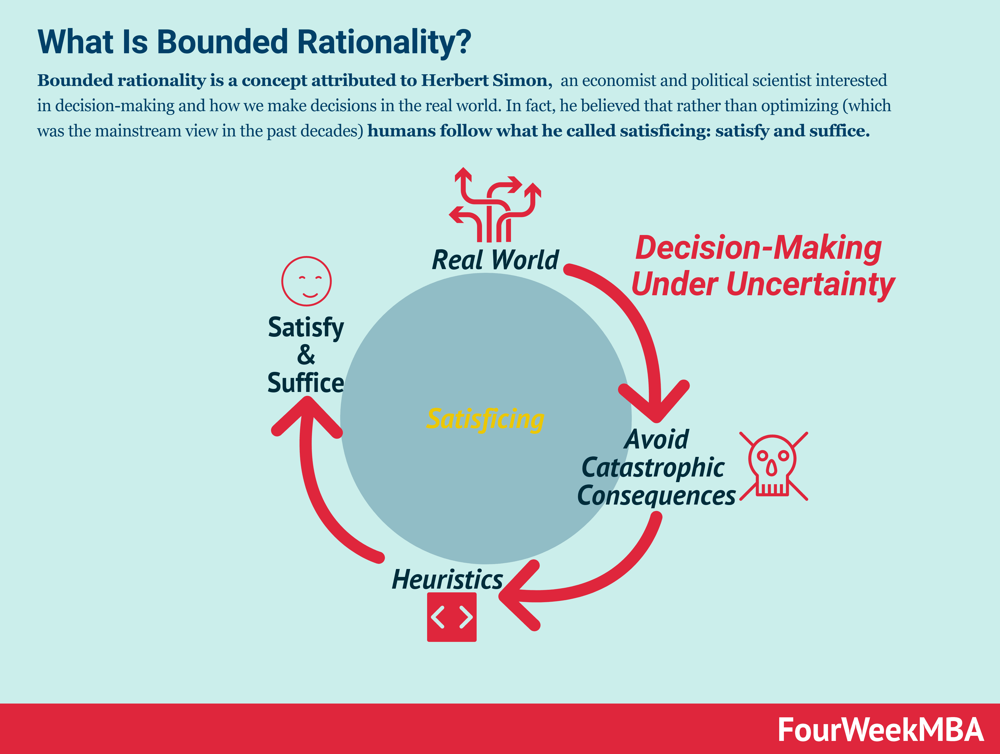 What Is Bounded Rationality?
Bounded rationality is a concept attributed to Herbert Simon, an economist and political scientist interested
in decision-making and how we make decisions in the real world. In fact, he believed that rather than optimizing (which
was the mainstream view in the past decades) humans follow what he called satisficing: satisfy and suffice.
Real World
Decision-Making
Under Uncertainty
Satisfy
&
Suffice
Satisficing
Avoid
Catastrophic
Consequences
Heuristics
< >
FourWeekMBA